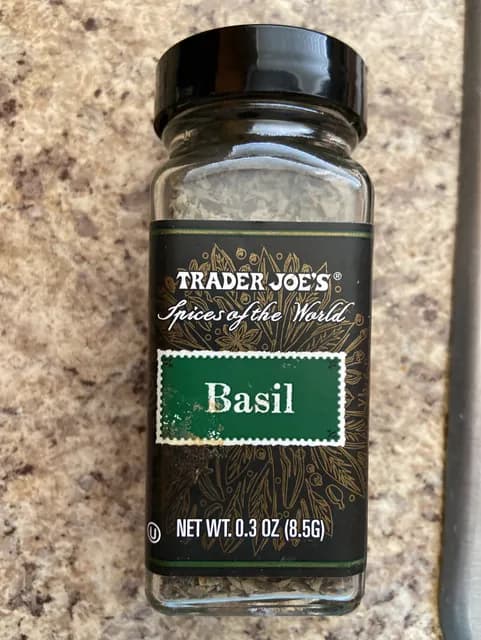 TRADER JOE'S®
Spices of the World
Basil
NET WT. 0.3 OZ (8.5G)
U